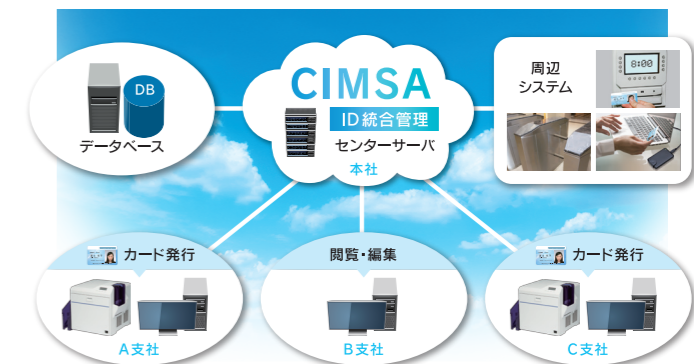 DB
データベース
CIMSA
ID統合管理
センターサーバ
本社
周辺
システム
8:00
カード発行
A支社
閲覧・編集
B支社
カード発行
C支社